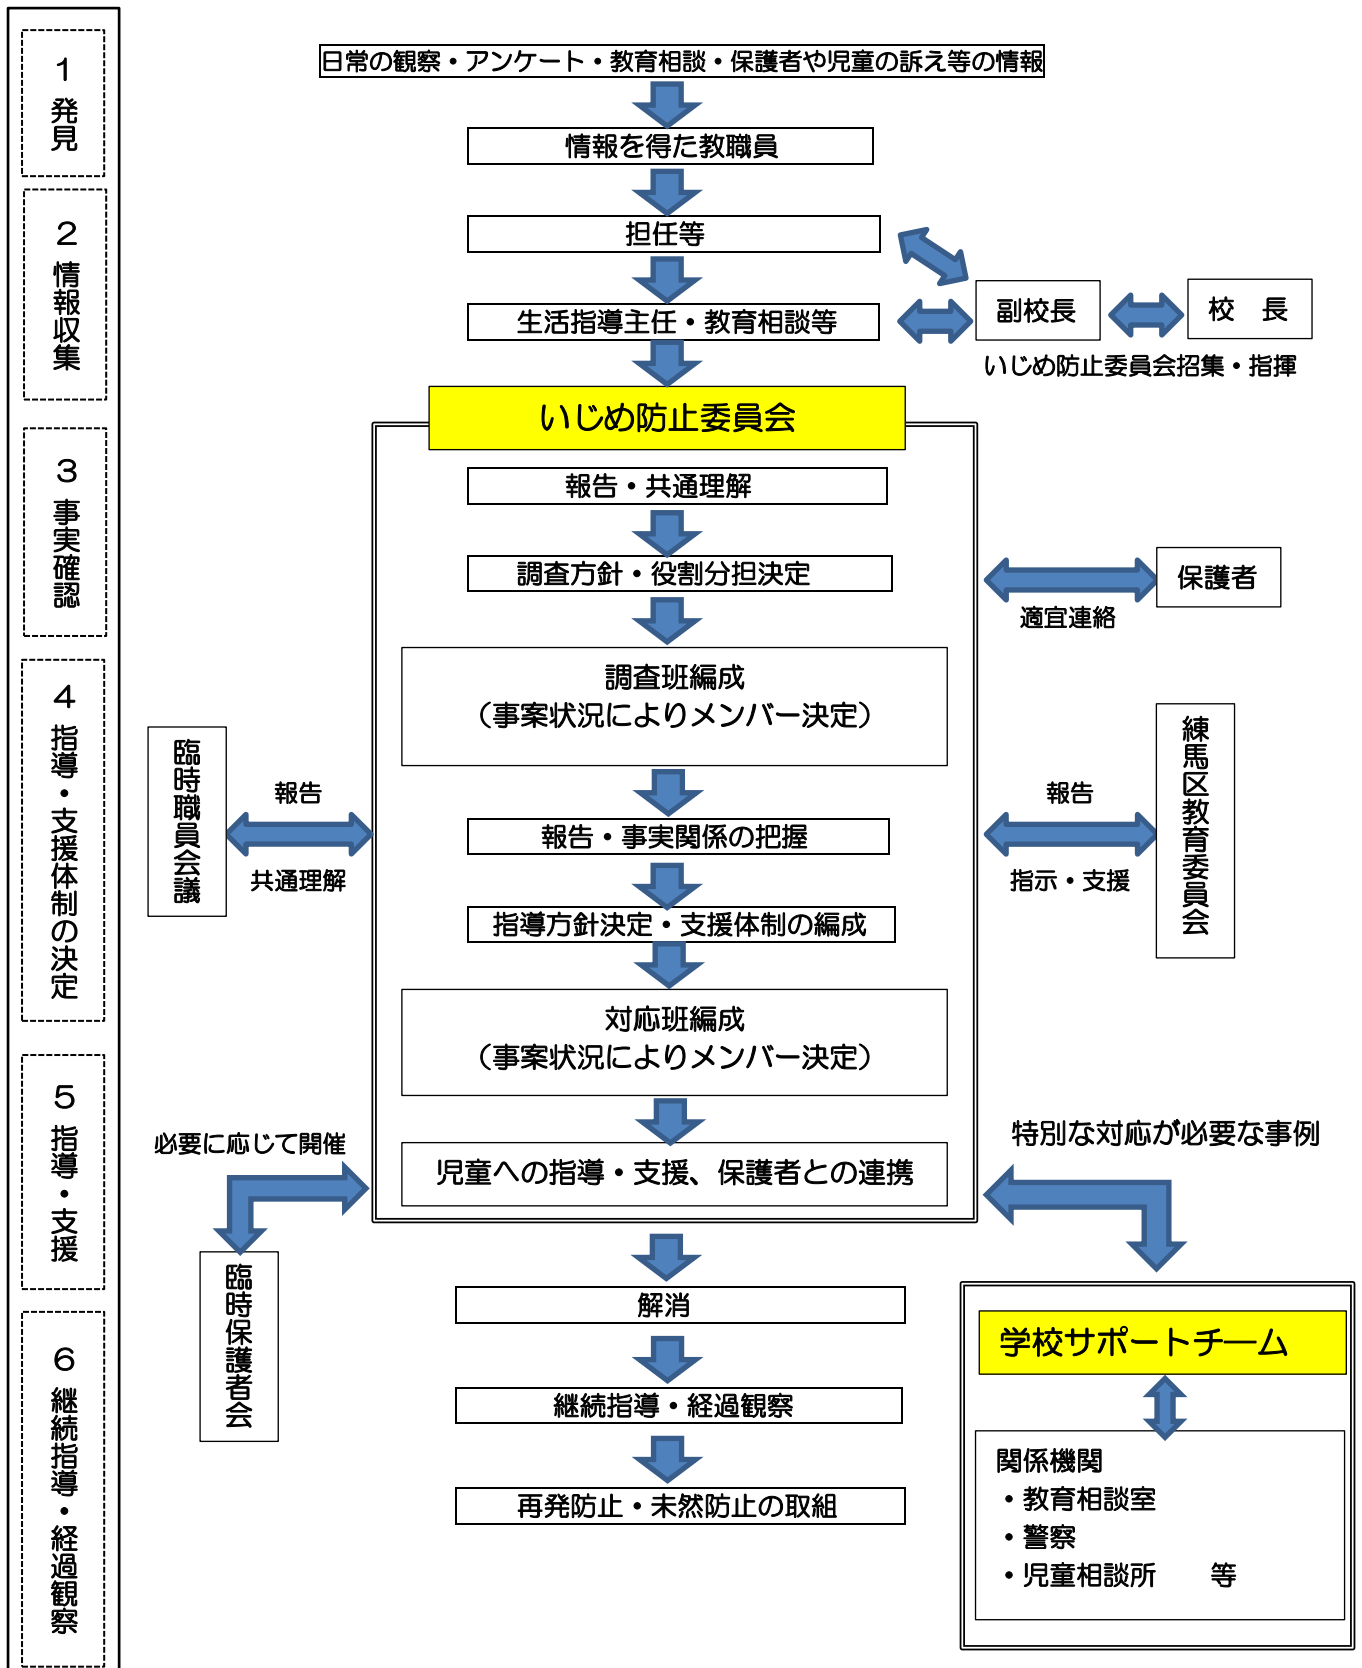 １ 発見
２ 情報収集
３ 事実確認
４ 指導・支援体制の決定
５ 指導・支援
６ 継続指導・経過観察
日常の観察・アンケート・教育相談・保護者や児童の訴え等の情報
情報を得た教職員
担任等
生活指導主任・教育相談等
副校長
校　長
いじめ防止委員会招集・指揮
いじめ防止委員会
報告・共通理解
調査方針・役割分担決定
保護者
適宜連絡
調査班編成
（事案状況によりメンバー決定）
臨時職員会議
報告
共通理解
報告・事実関係の把握
報告
指示・支援
練馬区教育委員会
指導方針決定・支援体制の編成
対応班編成
（事案状況によりメンバー決定）
児童への指導・支援、保護者との連携
必要に応じて開催
臨時保護者会
特別な対応が必要な事例
解消
継続指導・経過観察
再発防止・未然防止の取組
学校サポートチーム
関係機関
・教育相談室
・警察
・児童相談所　　等